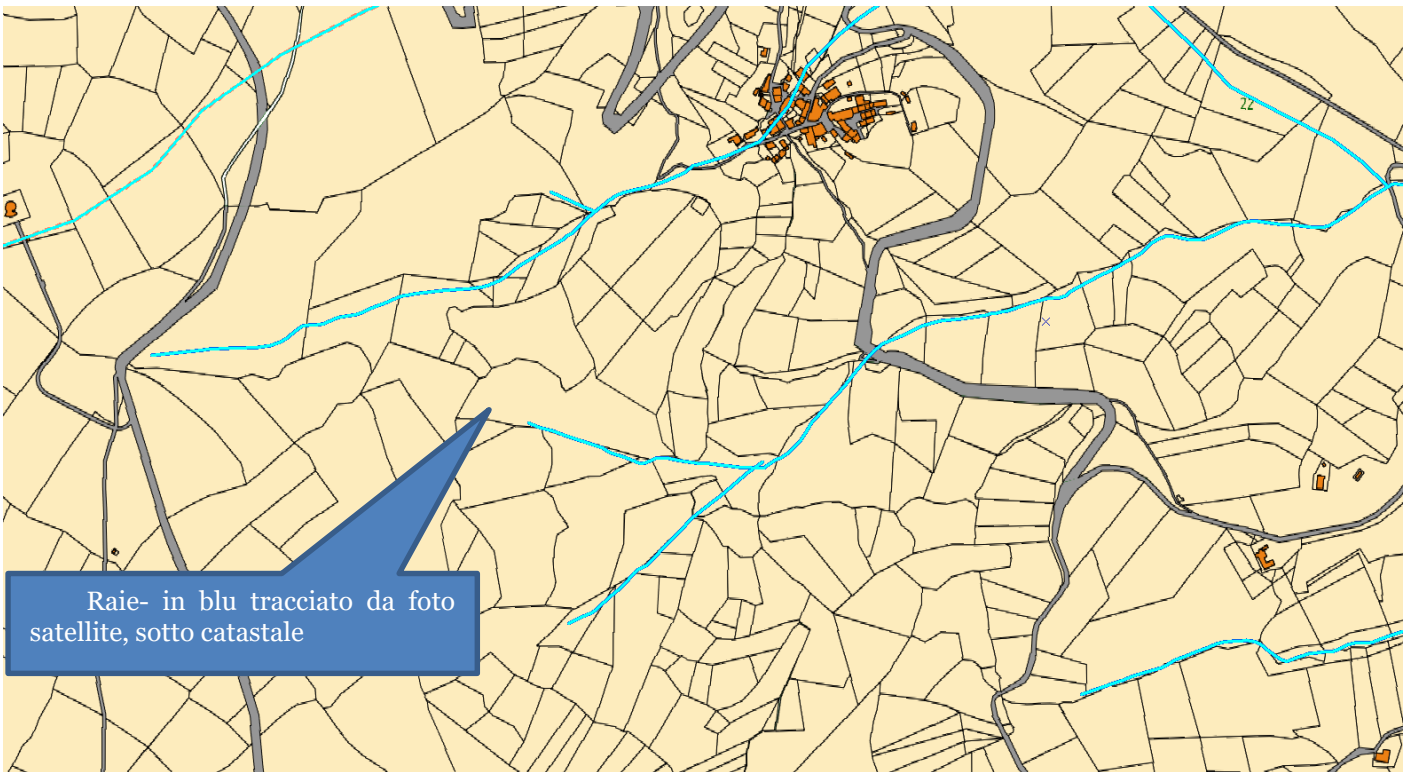 22
Raie- in blu tracciato da foto
satellite, sotto catastale